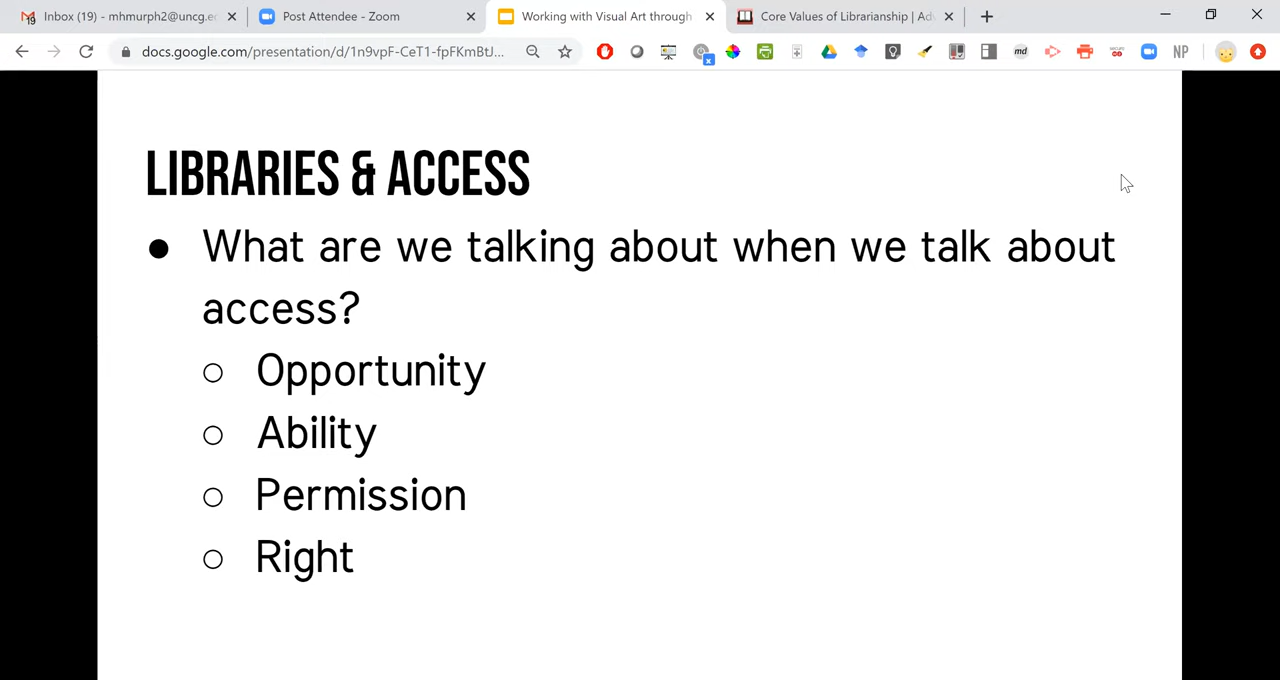 Inbox (19) - mhmurph2@uncg.e
Post Attendee - Zoom
Working with Visual Art through
Core Values of Librarianship | Ad
docs.google.com/presentation/d/1n9vpF-CeT1-fpFKmBtJ...
md
NP
LIBRARIES & ACCESS
● What are we talking about when we talk about
access?
○ Opportunity
○ Ability
○ Permission
○ Right